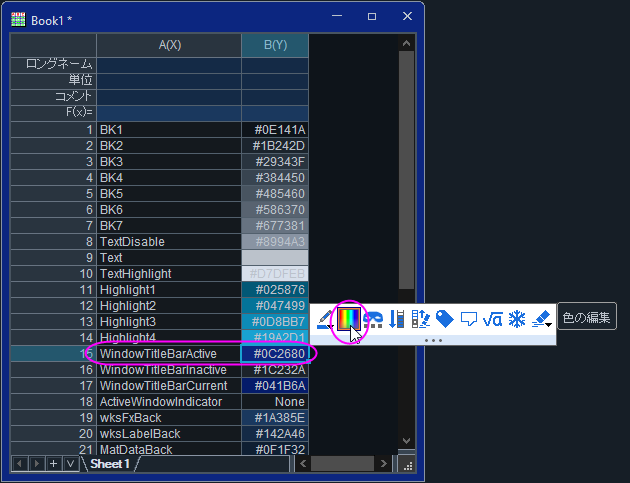 Book1 *
A(X) B(Y)
ロングネーム
単位
コメント
F(x)=
1 BK1 #0E141A
2 BK2 #1B242D
3 BK3 #29343F
4 BK4 #384450
5 BK5 #485460
6 BK6 #586370
7 BK7 #677381
8 TextDisable #8994A3
9 Text
10 TextHighlight #D7DFEB
11 Highlight1 #025876
12 Highlight2 #047499
13 Highlight3 #0D8BB7
14 Highlight4 #19A2D1
15 WindowTitleBarActive #0C2680
16 WindowTitleBarInactive #1C232A
17 WindowTitleBarCurrent #041B6A
18 ActiveWindowIndicator None
19 wksFxBack #1A385E
20 wksLabelBack #142A46
21 MatDataBack #0F1F32
色の編集
Sheet1